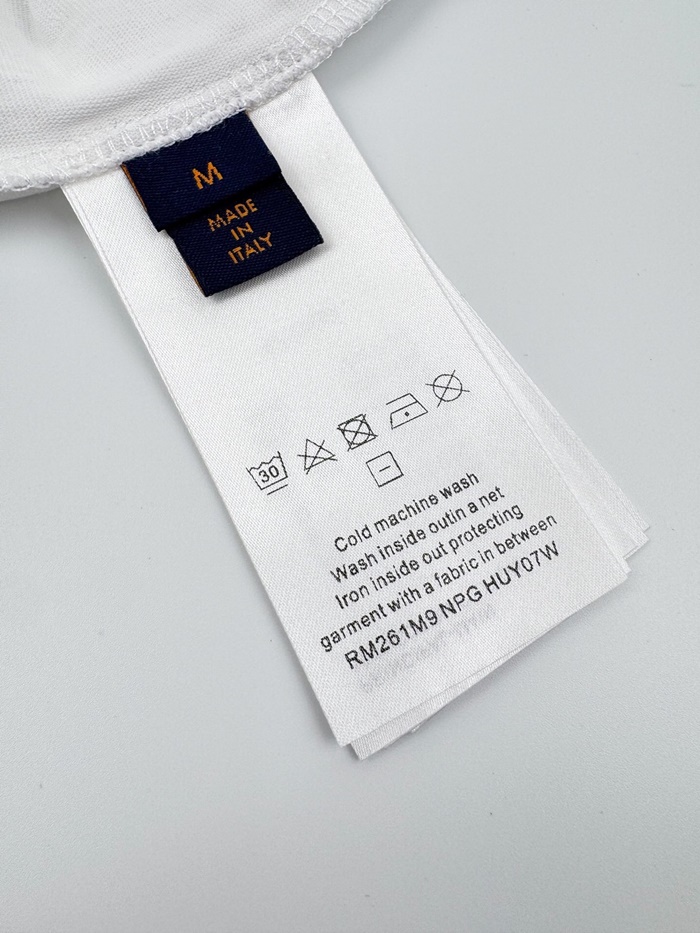 M
MADE
IN
ITALY
30
Cold machine wash
Wash inside outin a net
Iron inside out protecting
garment with a fabric in between
RM261M9 NPG HUY07W